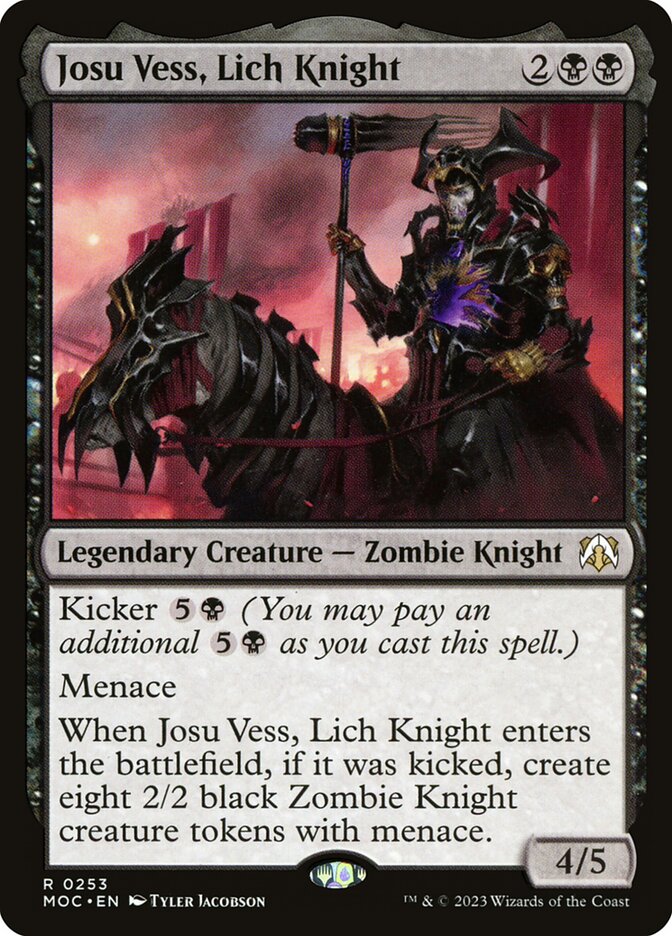 Josu Vess, Lich Knight 2
Legendary Creature — Zombie Knight
Kicker 5 (You may pay an
additional 5 as you cast this spell.)
Menace
When Josu Vess, Lich Knight enters
the battlefield, if it was kicked, create
eight 2/2 black Zombie Knight
creature tokens with menace.
4/5
R 0253
MOC • EN TYLER JACOBSON
™ & © 2023 Wizards of the Coast